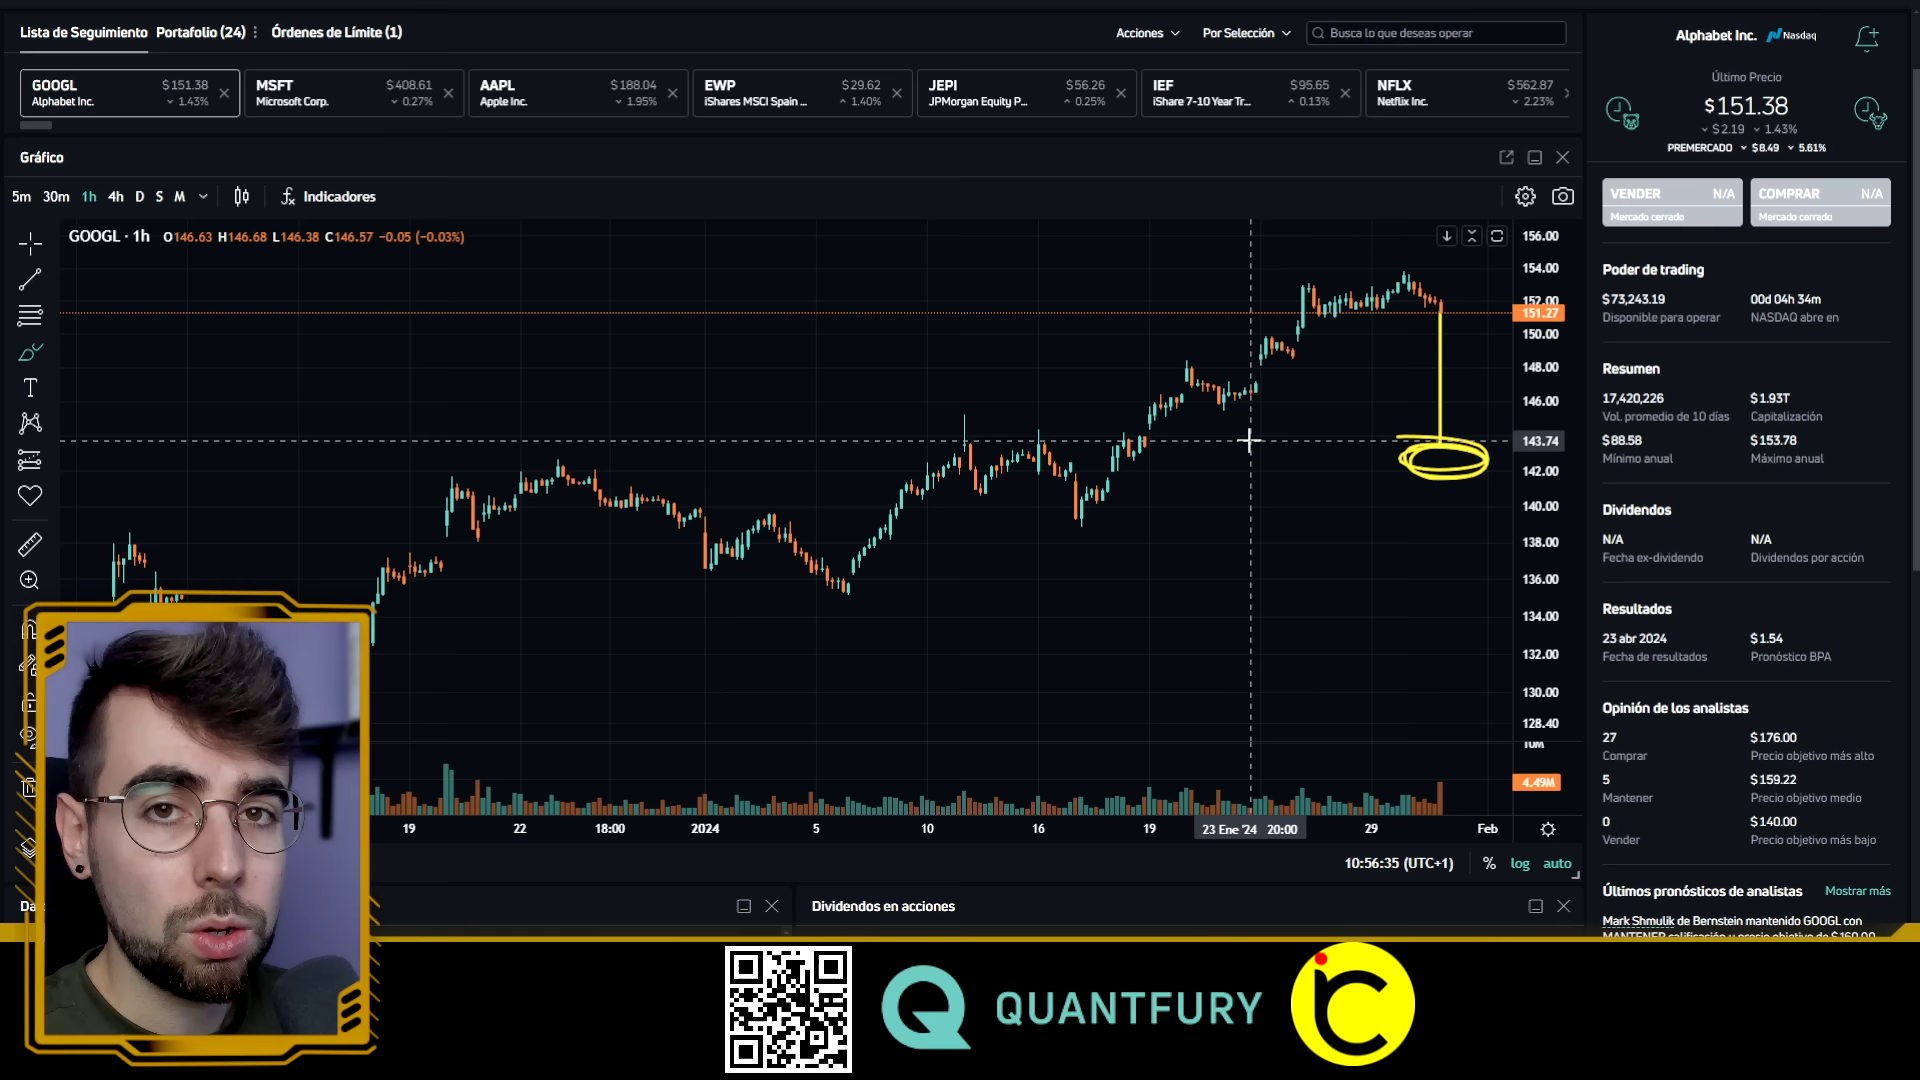 Lista de Seguimiento Portafolio (24) Órdenes de Límite (1) Acciones Por Selección Busca lo que deseas operar
GOOGL $151.38 MSFT $408.61 AAPL $188.04 EWP $29.62 JEPI $56.26 IEF $95.65 NFLX $562.87
Alphabet Inc. 1.43% Microsoft Corp. 0.27% Apple Inc. 1.95% iShares MSCI Spain ... 1.40% JPMorgan Equity P... 0.25% iShare 7-10 Year Tr... 0.13% Netflix Inc. 2.23%
Gráfico
5m 30m 1h 4h D S M Indicadores
GOOGL · 1h O146.63 H146.68 L146.38 C146.57 -0.05 (-0.03%)
156.00
154.00
152.00
151.27
150.00
148.00
146.00
143.74
142.00
140.00
138.00
136.00
134.00
132.00
130.00
128.40
10M
4.49M
19 22 18:00 2024 5 10 16 19 23 Ene '24 20:00 29 Feb
10:56:35 (UTC+1) % log auto
Da
Dividendos en acciones
Alphabet Inc. Nasdaq
Último Precio
$151.38
$2.19 1.43%
PREMERCADO $8.49 5.61%
VENDER N/A COMPRAR N/A
Mercado cerrado Mercado cerrado
Poder de trading
$73,243.19 00d 04h 34m
Disponible para operar NASDAQ abre en
Resumen
17,420,226 $1.93T
Vol. promedio de 10 días Capitalización
$88.58 $153.78
Mínimo anual Máximo anual
Dividendos
N/A N/A
Fecha ex-dividendo Dividendos por acción
Resultados
23 abr 2024 $1.54
Fecha de resultados Pronóstico BPA
Opinión de los analistas
27 $176.00
Comprar Precio objetivo más alto
5 $159.22
Mantener Precio objetivo medio
0 $140.00
Vender Precio objetivo más bajo
Últimos pronósticos de analistas Mostrar más
Mark Shmulik de Bernstein mantenido GOOGL con
MANTENER calificación y precio objetivo de $160.00
QUANTFURY